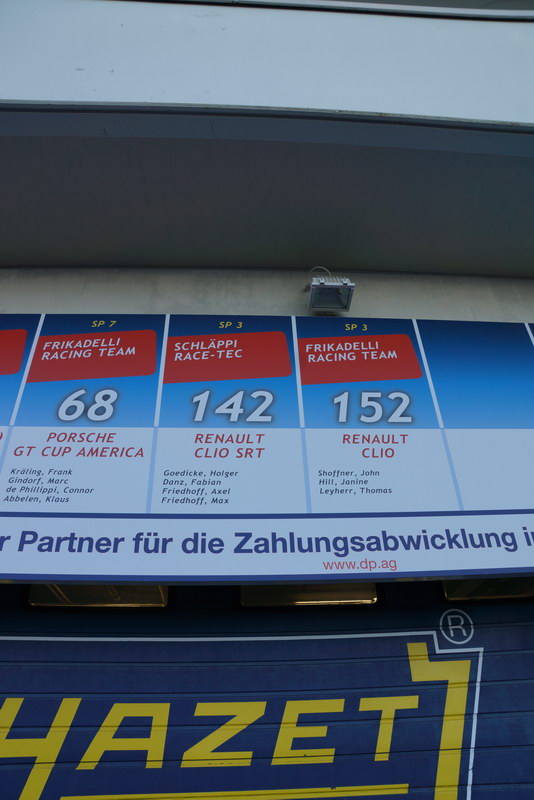 SP 7
FRIKADELLI
RACING TEAM
68
PORSCHE
GT CUP AMERICA
Kräling, Frank
Gindorf, Marc
de Phillippi, Connor
Abbelen, Klaus
SP 3
SCHLÄPPI
RACE-TEC
142
RENAULT
CLIO SRT
Goedicke, Holger
Danz, Fabian
Friedhoff, Axel
Friedhoff, Max
SP 3
FRIKADELLI
RACING TEAM
152
RENAULT
CLIO
Shoffner, John
Hill, Janine
Leyherr, Thomas
r Partner für die Zahlungsabwicklung i
www.dp.ag
HAZET
®